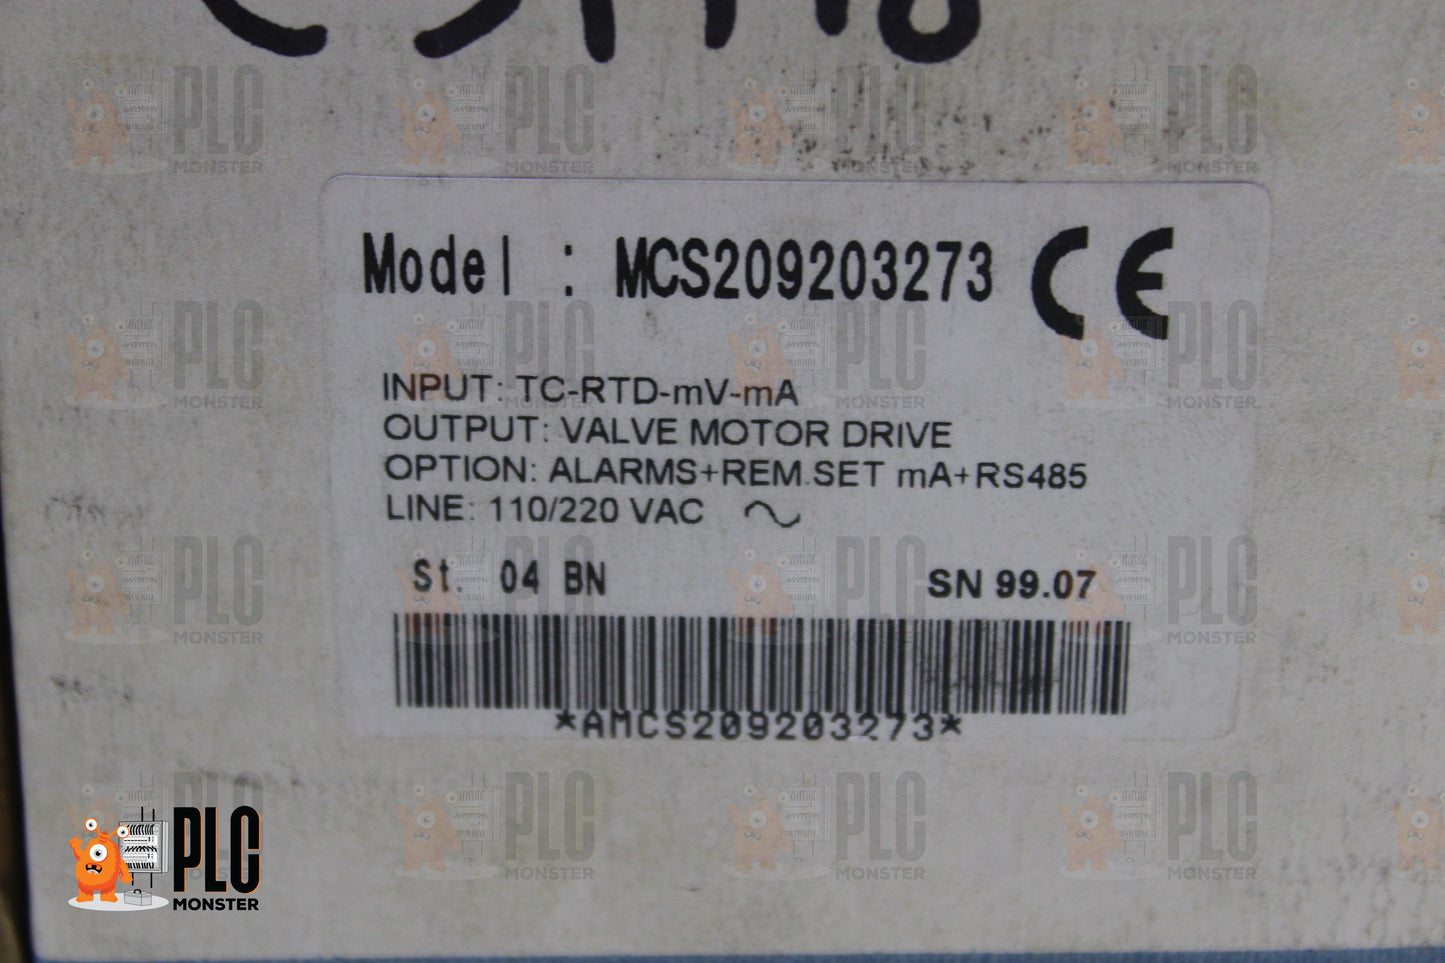 Model : MCS209203273 CE
INPUT: TC-RTD-mV-mA
OUTPUT: VALVE MOTOR DRIVE
OPTION: ALARMS+REM.SET mA+RS485
LINE: 110/220 VAC
St. 04 BN SN 99.07
*AMCS209203273*
PLC
MONSTER